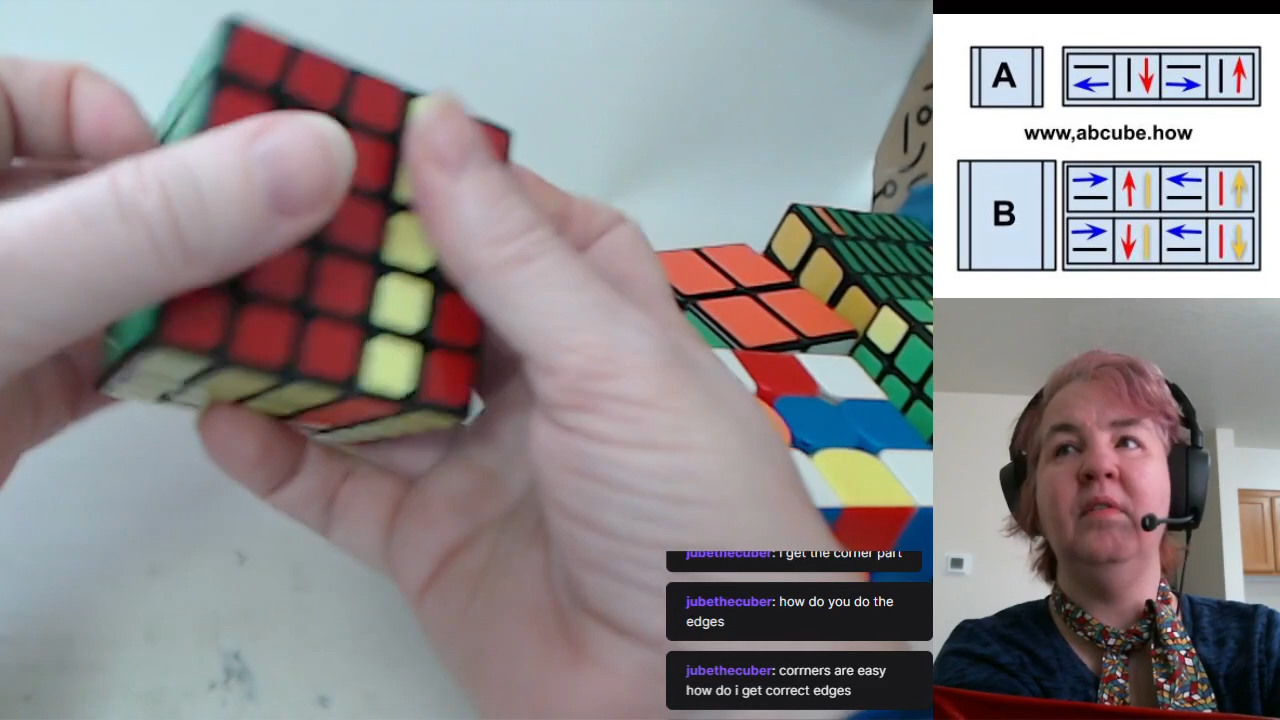 A
www,abcube.how
B
jubethecuber: i get the corner part
jubethecuber: how do you do the
edges
jubethecuber: corrners are easy
how do i get correct edges